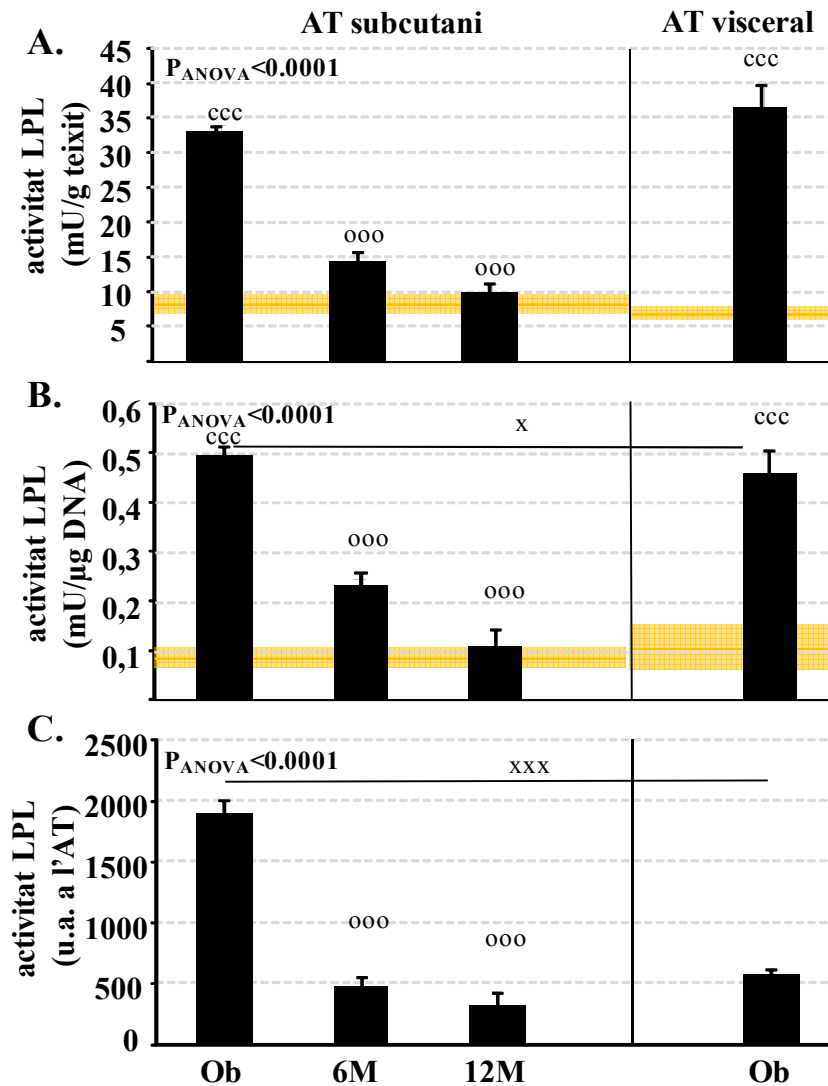 AT subcutani AT visceral
A.
activitat LPL
(mU/g teixit)
45
40
35
30
25
20
15
10
5
P_ANOVA<0.0001
ccc
ooo
ooo
ccc
B.
activitat LPL
(mU/µg DNA)
0,6
0,5
0,4
0,3
0,2
0,1
P_ANOVA<0.0001
ccc
x
ooo
ooo
ccc
C.
activitat LPL
(u.a. a l’AT)
2500
2000
1500
1000
500
0
P_ANOVA<0.0001
xxx
ooo
ooo
Ob 6M 12M Ob